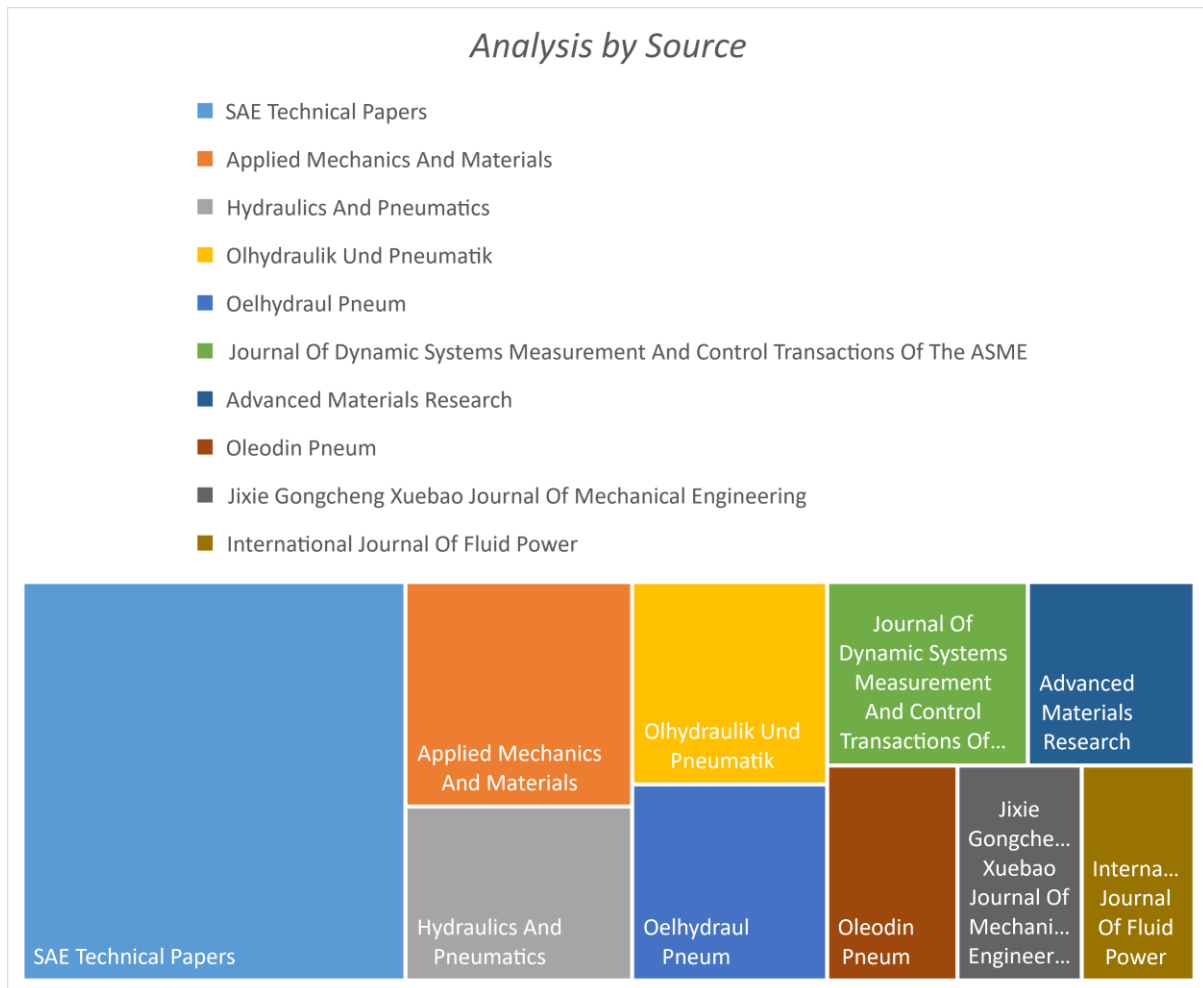 Analysis by Source
SAE Technical Papers
Applied Mechanics And Materials
Hydraulics And Pneumatics
Olhydraulik Und Pneumatik
Oelhydraul Pneum
Journal Of Dynamic Systems Measurement And Control Transactions Of The ASME
Advanced Materials Research
Oleodin Pneum
Jixie Gongcheng Xuebao Journal Of Mechanical Engineering
International Journal Of Fluid Power
SAE Technical Papers
Applied Mechanics
And Materials
Hydraulics And
Pneumatics
Olhydraulik Und
Pneumatik
Oelhydraul
Pneum
Journal Of
Dynamic Systems
Measurement
And Control
Transactions Of...
Advanced
Materials
Research
Oleodin
Pneum
Jixie
Gongche...
Xuebao
Journal Of
Mechani...
Engineer...
Interna...
Journal
Of Fluid
Power